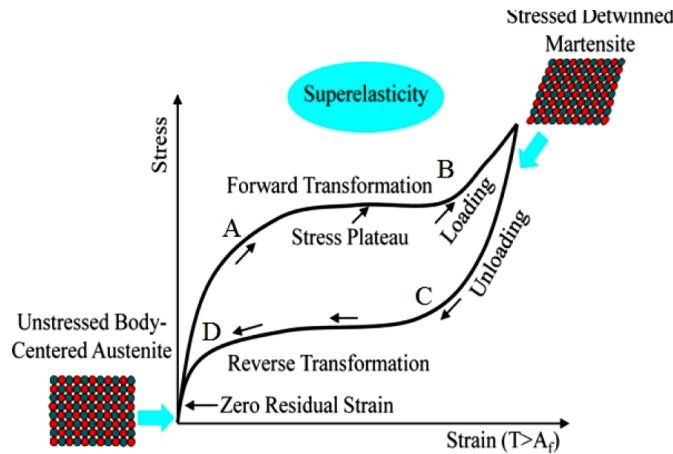 Stressed Detwinned
Martensite
Superelasticity
Stress
B
Forward Transformation
A
Stress Plateau
Loading
Unloading
C
Unstressed Body-
Centered Austenite
D
Reverse Transformation
Zero Residual Strain
Strain (T>Af)